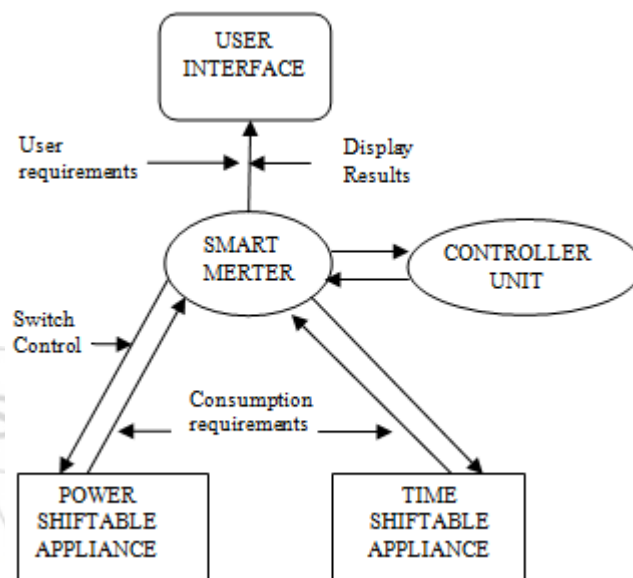 USER
INTERFACE
User
requirements
Display
Results
SMART
MERTER
CONTROLLER
UNIT
Switch
Control
Consumption
requirements
POWER
SHIFTABLE
APPLIANCE
TIME
SHIFTABLE
APPLIANCE